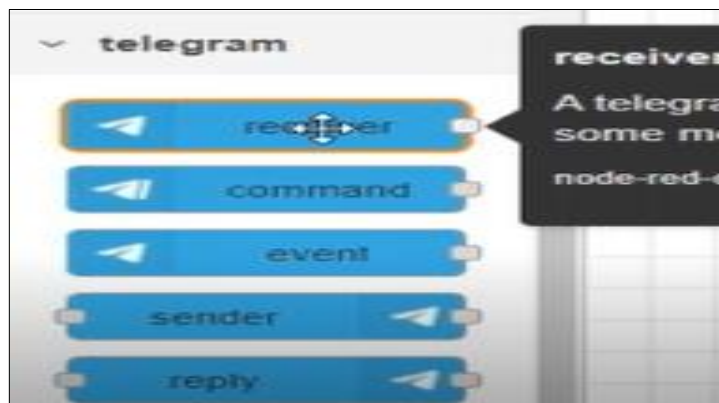 telegram
receiver
A telegra
some me
node-red-c
receiver
command
event
sender
reply